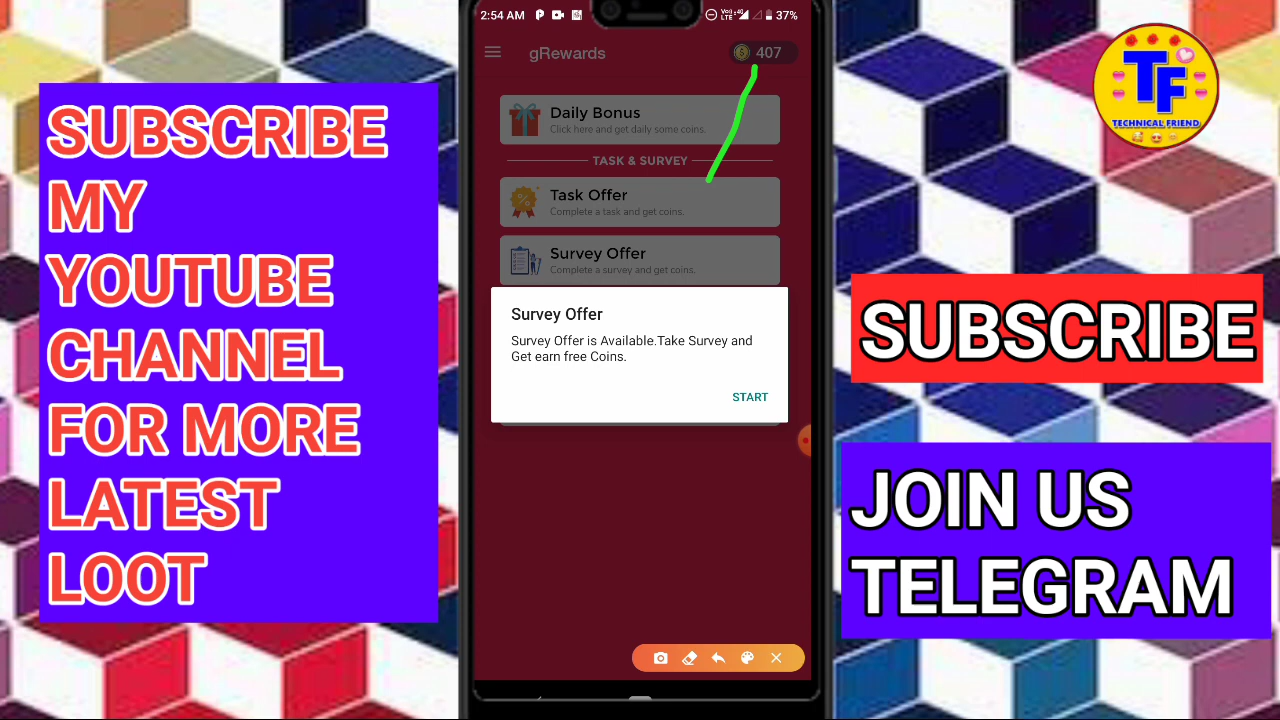 SUBSCRIBE
MY
YOUTUBE
CHANNEL
FOR MORE
LATEST
LOOT
2:54 AM
37%
gRewards
407
Daily Bonus
Click here and get daily some coins.
TASK & SURVEY
Task Offer
Complete a task and get coins.
Survey Offer
Complete a survey and get coins.
Survey Offer
Survey Offer is Available.Take Survey and
Get earn free Coins.
START
TF
TECHNICAL FRIEND
SUBSCRIBE
JOIN US
TELEGRAM